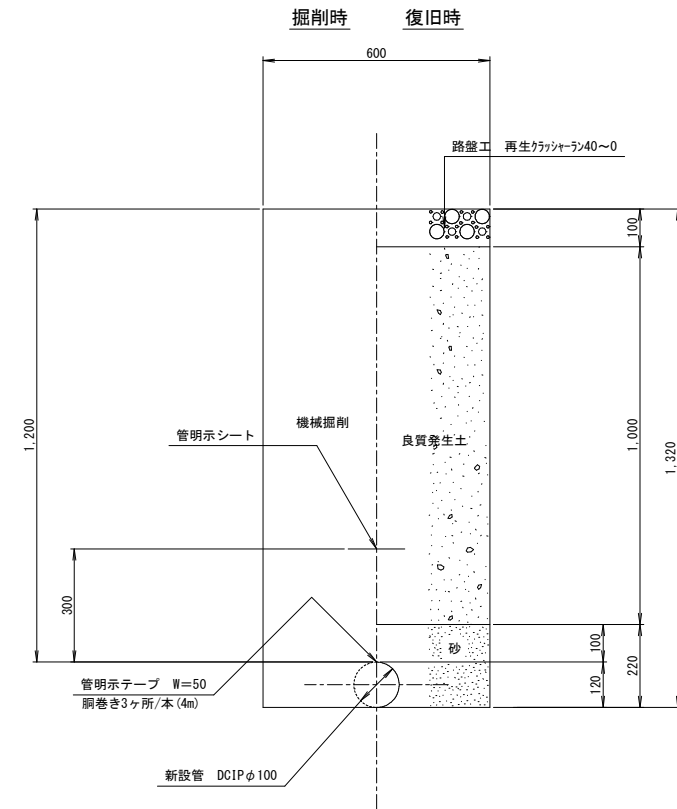 掘削時 復旧時
600
路盤工 再生クラッシャーラン40～0
100
1,200
機械掘削
管明示シート
良質発生土
1,000
1,320
300
砂
100
220
120
管明示テープ W=50
胴巻き3ヶ所/本(4m)
新設管 DCIPφ100